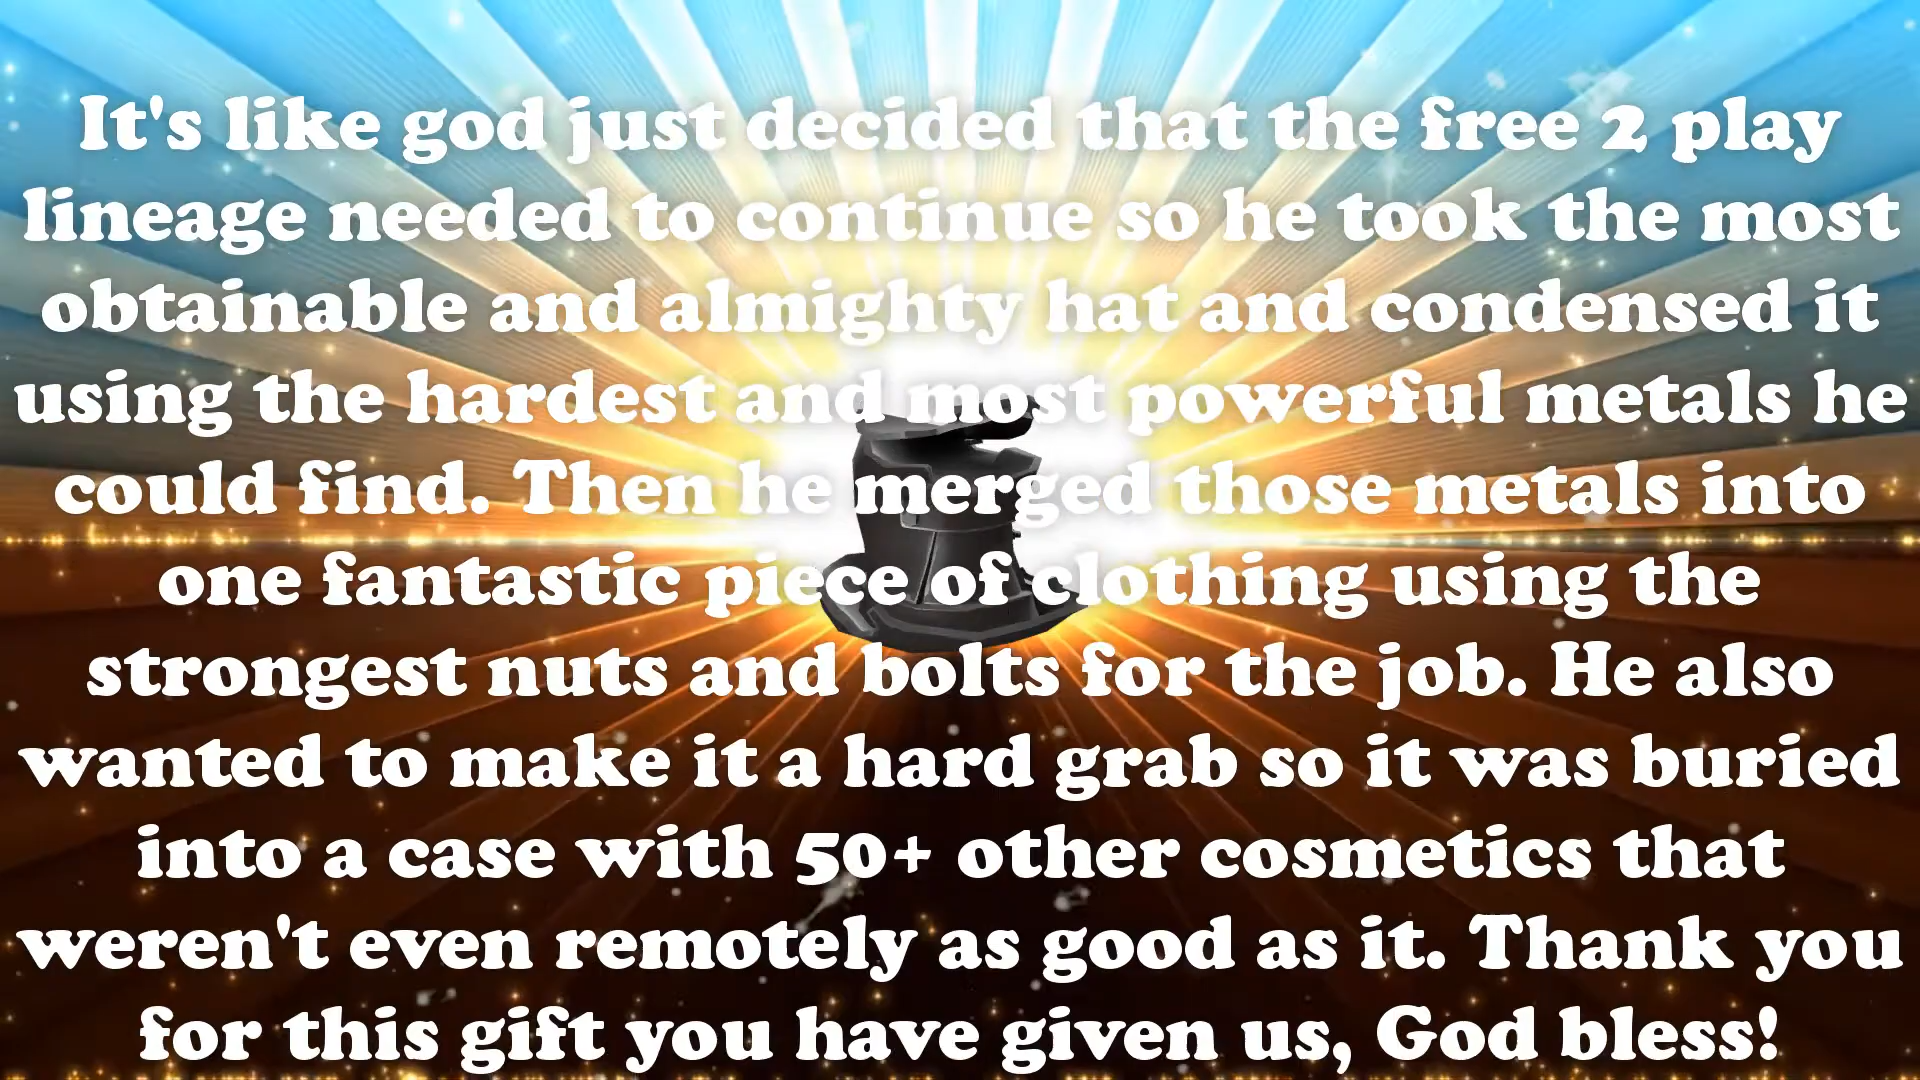 It's like god just decided that the free 2 play
lineage needed to continue so he took the most
obtainable and almighty hat and condensed it
using the hardest and most powerful metals he
could find. Then he merged those metals into
one fantastic piece of clothing using the
strongest nuts and bolts for the job. He also
wanted to make it a hard grab so it was buried
into a case with 50+ other cosmetics that
weren't even remotely as good as it. Thank you
for this gift you have given us, God bless!